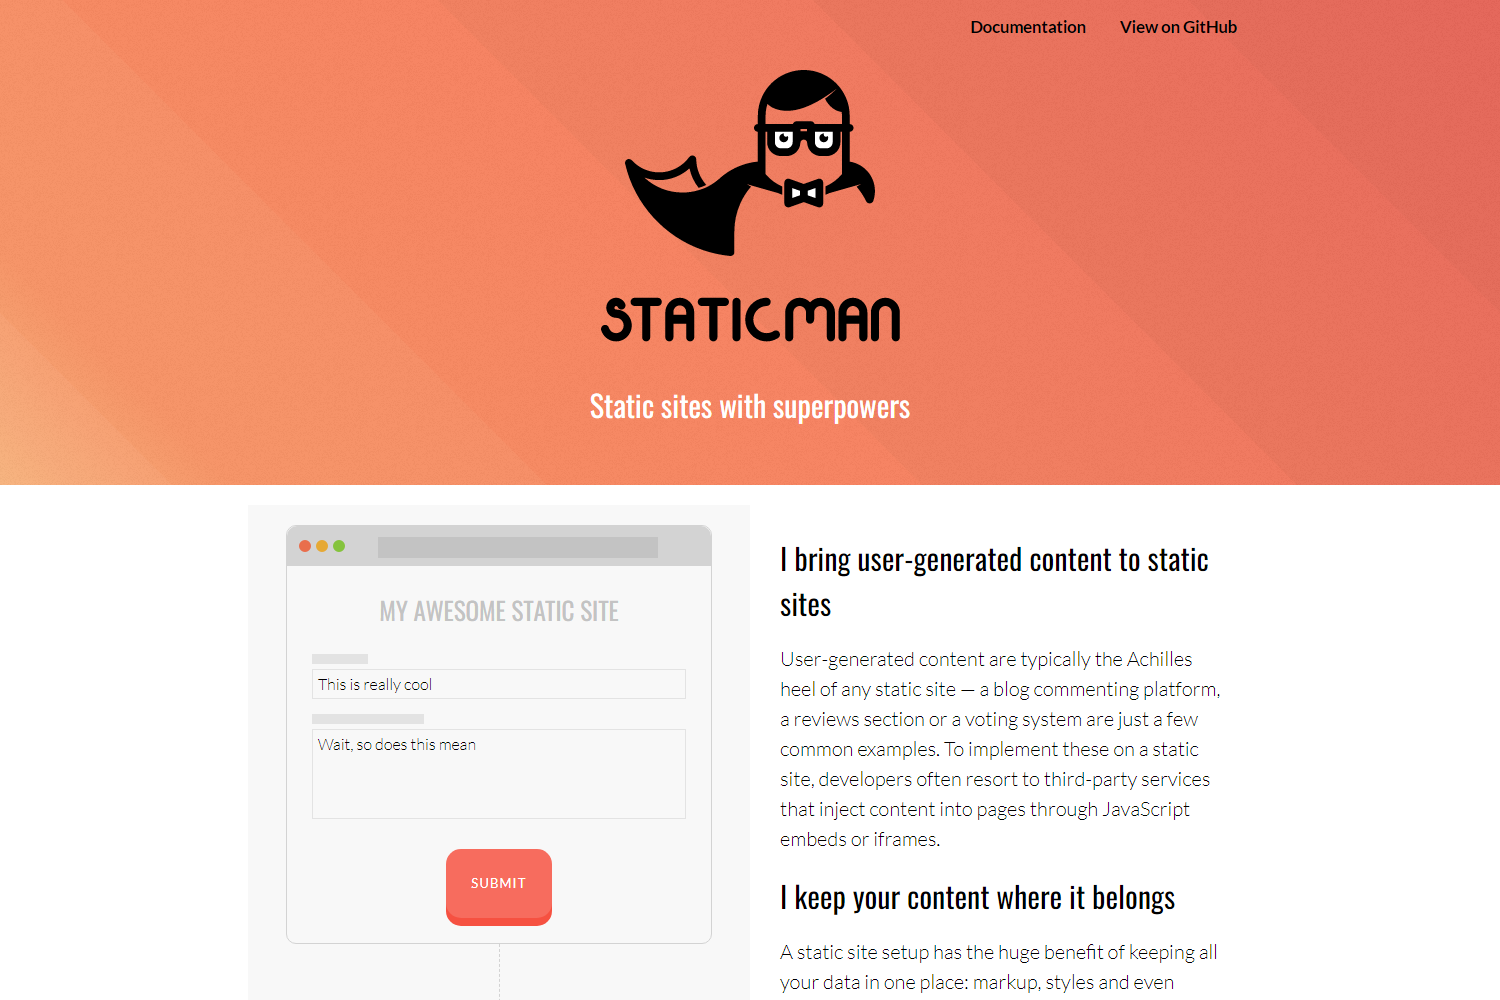 Documentation
View on GitHub
STATICMAN
Static sites with superpowers
MY AWESOME STATIC SITE
This is really cool
Wait, so does this mean
SUBMIT
I bring user-generated content to static
sites
User-generated content are typically the Achilles
heel of any static site — a blog commenting platform,
a reviews section or a voting system are just a few
common examples. To implement these on a static
site, developers often resort to third-party services
that inject content into pages through JavaScript
embeds or iframes.
I keep your content where it belongs
A static site setup has the huge benefit of keeping all
your data in one place: markup, styles and even